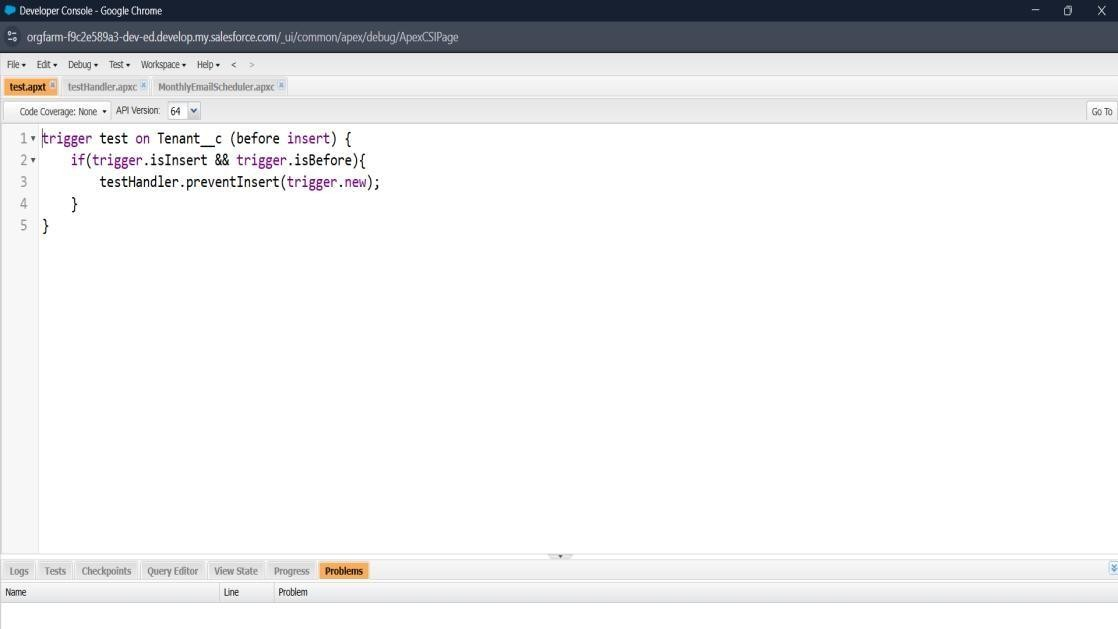 Developer Console - Google Chrome
orgfarm-f9c2e589a3-dev-ed.develop.my.salesforce.com/_ui/common/apex/debug/ApexCSIPage
File Edit Debug Test Workspace Help < >
test.apxt testHandler.apxc MonthlyEmailScheduler.apxc
Code Coverage: None API Version: 64 Go To
1 trigger test on Tenant__c (before insert) {
2     if(trigger.isInsert && trigger.isBefore){
3         testHandler.preventInsert(trigger.new);
4     }
5 }
Logs Tests Checkpoints Query Editor View State Progress Problems
Name Line Problem